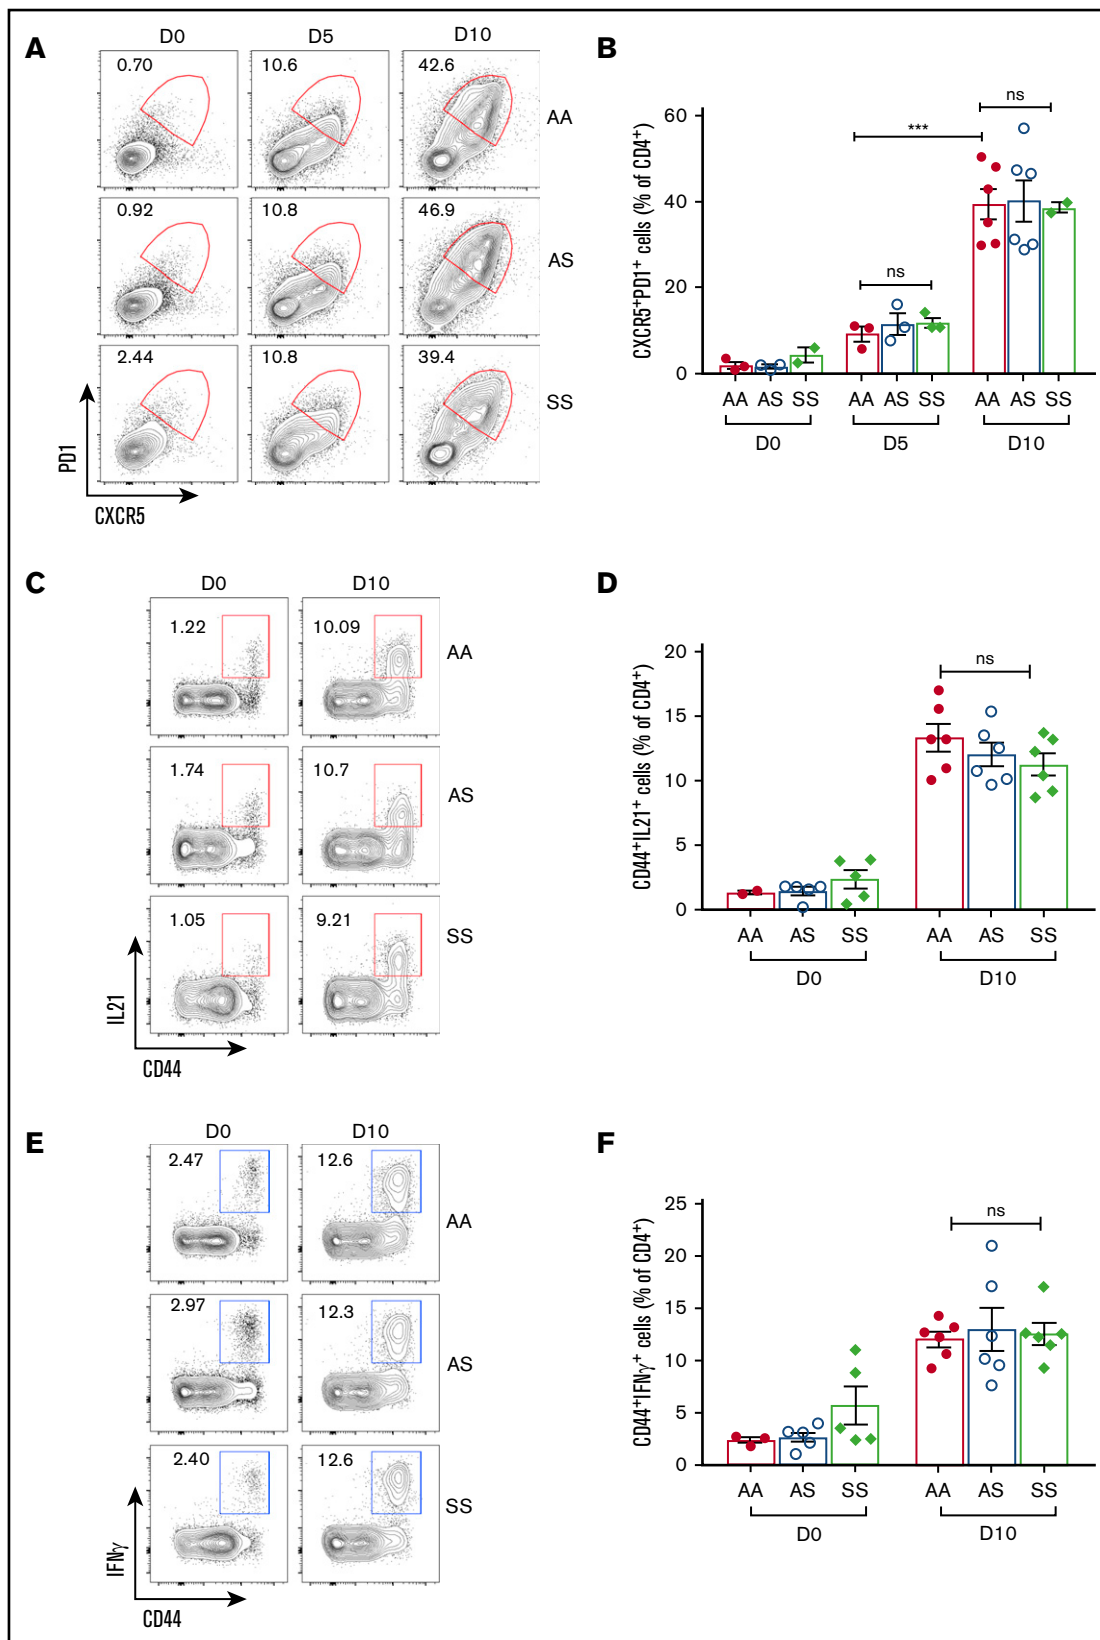 A
D0 D5 D10
0.70 10.6 42.6
AA
0.92 10.8 46.9
AS
2.44 10.8 39.4
SS
PD1
CXCR5
B
CXCR5+PD1+ cells (% of CD4+)
60
40
20
0
ns
***
ns
AA AS SS AA AS SS AA AS SS
D0 D5 D10
C
D0 D10
1.22 10.09
AA
1.74 10.7
AS
1.05 9.21
SS
IL21
CD44
D
CD44+IL21+ cells (% of CD4+)
20
15
10
5
0
ns
AA AS SS AA AS SS
D0 D10
E
D0 D10
2.47 12.6
AA
2.97 12.3
AS
2.40 12.6
SS
IFNγ
CD44
F
CD44+IFNγ+ cells (% of CD4+)
25
20
15
10
5
0
ns
AA AS SS AA AS SS
D0 D10